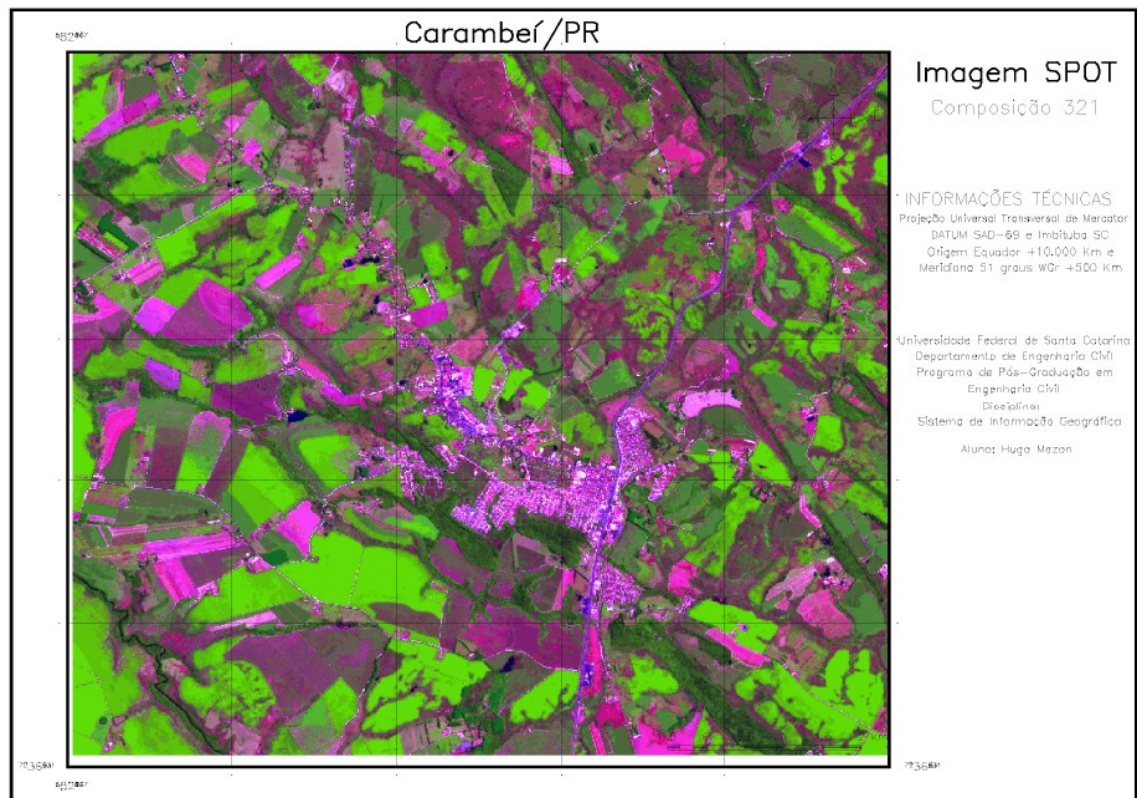 Carambeí/PR
Imagem SPOT
Composição 321
INFORMAÇÕES TÉCNICAS
Projeção Universal Transversal de Mercator
DATUM SAD-69 e Imbituba SC
Origem Equador +10.000 Km e
Meridiano 51 graus WGr +500 Km
Universidade Federal de Santa Catarina
Departamento de Engenharia Civil
Programa de Pós-Graduação em
Engenharia Civil
Disciplina:
Sistema de Informação Geográfica
Aluno: Hugo Mazon